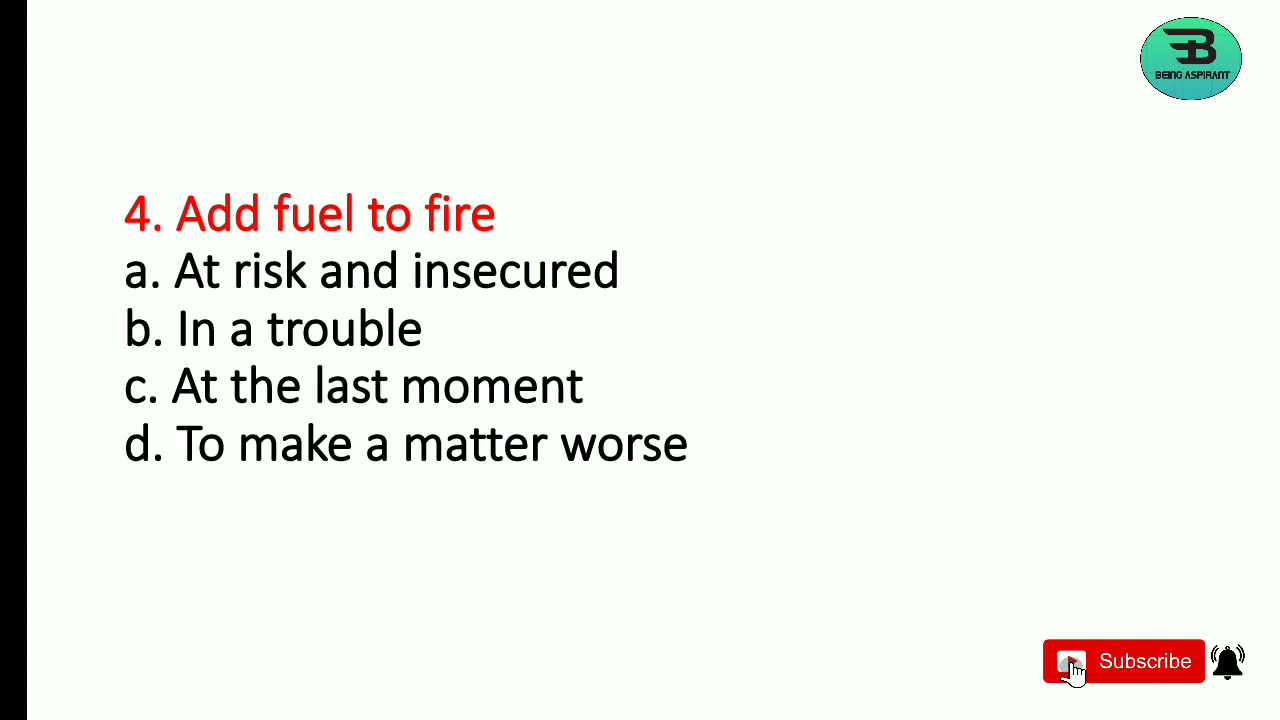 BEING ASPIRANT
4. Add fuel to fire
a. At risk and insecured
b. In a trouble
c. At the last moment
d. To make a matter worse
Subscribe